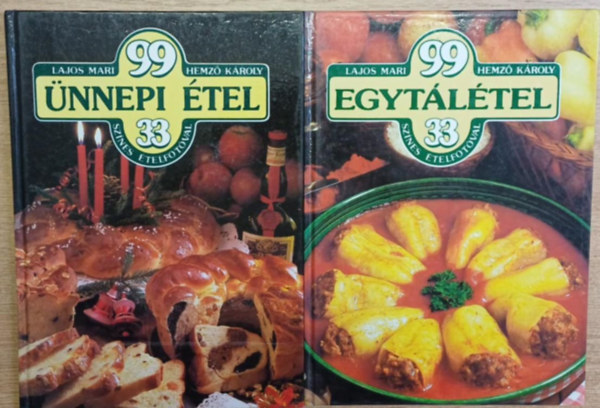 99
LAJOS MARI HEMZŐ KÁROLY
ÜNNEPI ÉTEL
33
SZÍNES ÉTELFOTÓVAL
99
LAJOS MARI HEMZŐ KÁROLY
EGYTÁLÉTEL
33
SZÍNES ÉTELFOTÓVAL